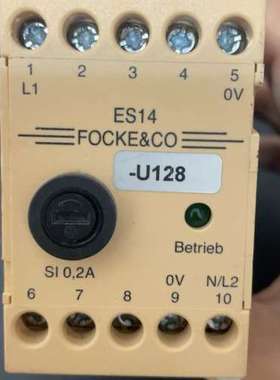 1 2 3 4 5
L1 0V
ES14
FOCKE&CO
-U128
Betrieb
SI 0,2A
0V N/L2
6 7 8 9 10